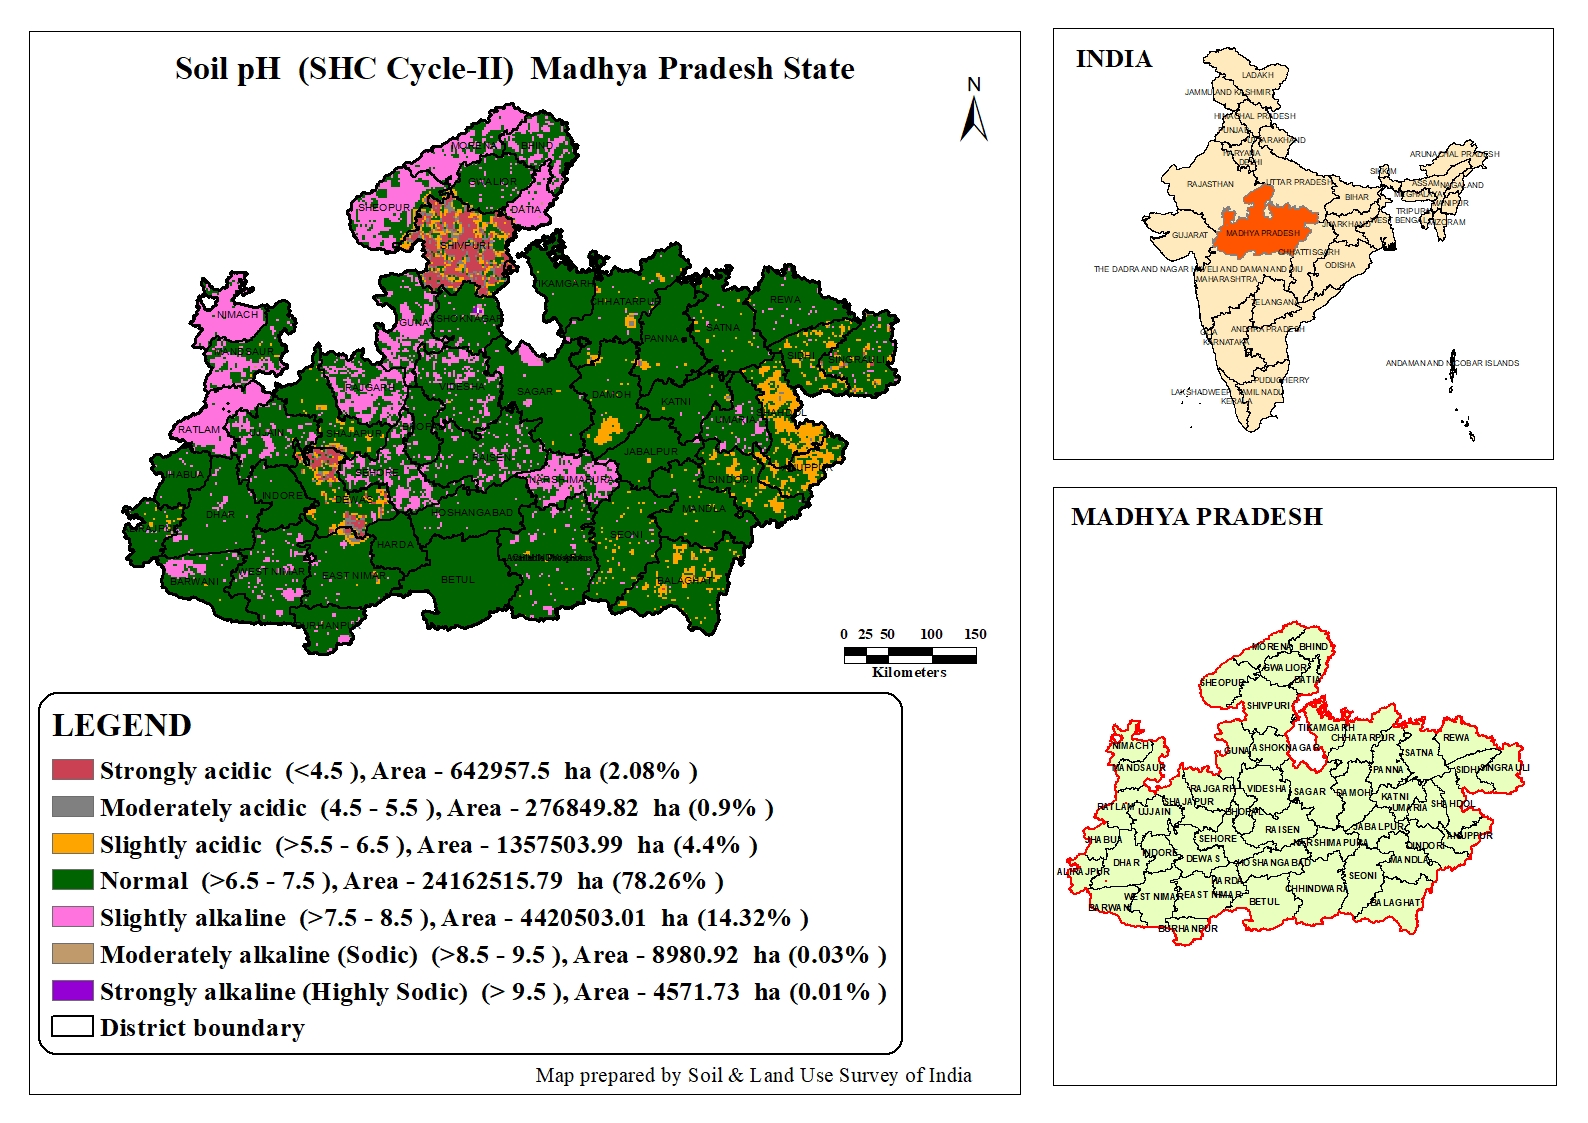 Soil pH (SHC Cycle-II) Madhya Pradesh State
N
MORENA
BHIND
GWALIOR
SHEOPUR
DATIA
SHIVPURI
NIMACH
MANDSAUR
GUNA
ASHOKNAGAR
TIKAMGARH
CHHATARPUR
PANNA
SATNA
REWA
SIDHI
SINGRAULI
RAJGARH
VIDESHA
SAGAR
DAMOH
KATNI
UMARIA
SHAHDOL
RATLAM
UJJAIN
SHAJAPUR
BHOPAL
JHABUA
SEHORE
RAISEN
NARSHIMAPURA
JABALPUR
DINDORI
ANUPPUR
INDORE
DEWAS
DHAR
HOSHANGABAD
MANDLA
HARDA
SEONI
BARWANI
WEST NIMAR
EAST NIMAR
BETUL
BALAGHAT
BURHANPUR
0 25 50 100 150
Kilometers
LEGEND
Strongly acidic (<4.5 ), Area - 642957.5 ha (2.08% )
Moderately acidic (4.5 - 5.5 ), Area - 276849.82 ha (0.9% )
Slightly acidic (>5.5 - 6.5 ), Area - 1357503.99 ha (4.4% )
Normal (>6.5 - 7.5 ), Area - 24162515.79 ha (78.26% )
Slightly alkaline (>7.5 - 8.5 ), Area - 4420503.01 ha (14.32% )
Moderately alkaline (Sodic) (>8.5 - 9.5 ), Area - 8980.92 ha (0.03% )
Strongly alkaline (Highly Sodic) (> 9.5 ), Area - 4571.73 ha (0.01% )
District boundary
Map prepared by Soil & Land Use Survey of India
INDIA
LADAKH
JAMMU AND KASHMIR
HIMACHAL PRADESH
PUNJAB
UTTARAKHAND
HARYANA
DELHI
ARUNACHAL PRADESH
RAJASTHAN
UTTAR PRADESH
SIKKIM
ASSAM
NAGALAND
MEGHALAYA
BIHAR
MANIPUR
TRIPURA
MIZORAM
WEST BENGAL
JHARKHAND
GUJARAT
MADHYA PRADESH
CHHATTISGARH
ODISHA
THE DADRA AND NAGAR HAVELI AND DAMAN AND DIU
MAHARASHTRA
TELANGANA
GOA
ANDHRA PRADESH
KARNATAKA
ANDAMAN AND NICOBAR ISLANDS
PUDUCHERRY
LAKSHADWEEP
TAMIL NADU
KERALA
MADHYA PRADESH
MORENA
BHIND
GWALIOR
SHEOPUR
DATIA
SHIVPURI
TIKAMGARH
CHHATARPUR
REWA
NIMACH
GUNA
ASHOKNAGAR
SATNA
MANDSAUR
PANNA
SIDHI
SINGRAULI
RAJGARH
VIDESHA
SAGAR
DAMOH
KATNI
SHAHDOL
RATLAM
SHAJAPUR
UMARIA
UJJAIN
BHOPAL
RAISEN
JABALPUR
ANUPPUR
JHABUA
SEHORE
NARSHIMAPURA
DINDORI
INDORE
DEWAS
HOSHANGABAD
MANDLA
DHAR
ALIRAJPUR
HARDA
SEONI
CHHINDWARA
WEST NIMAR
EAST NIMAR
BETUL
BALAGHAT
BARWANI
BURHANPUR